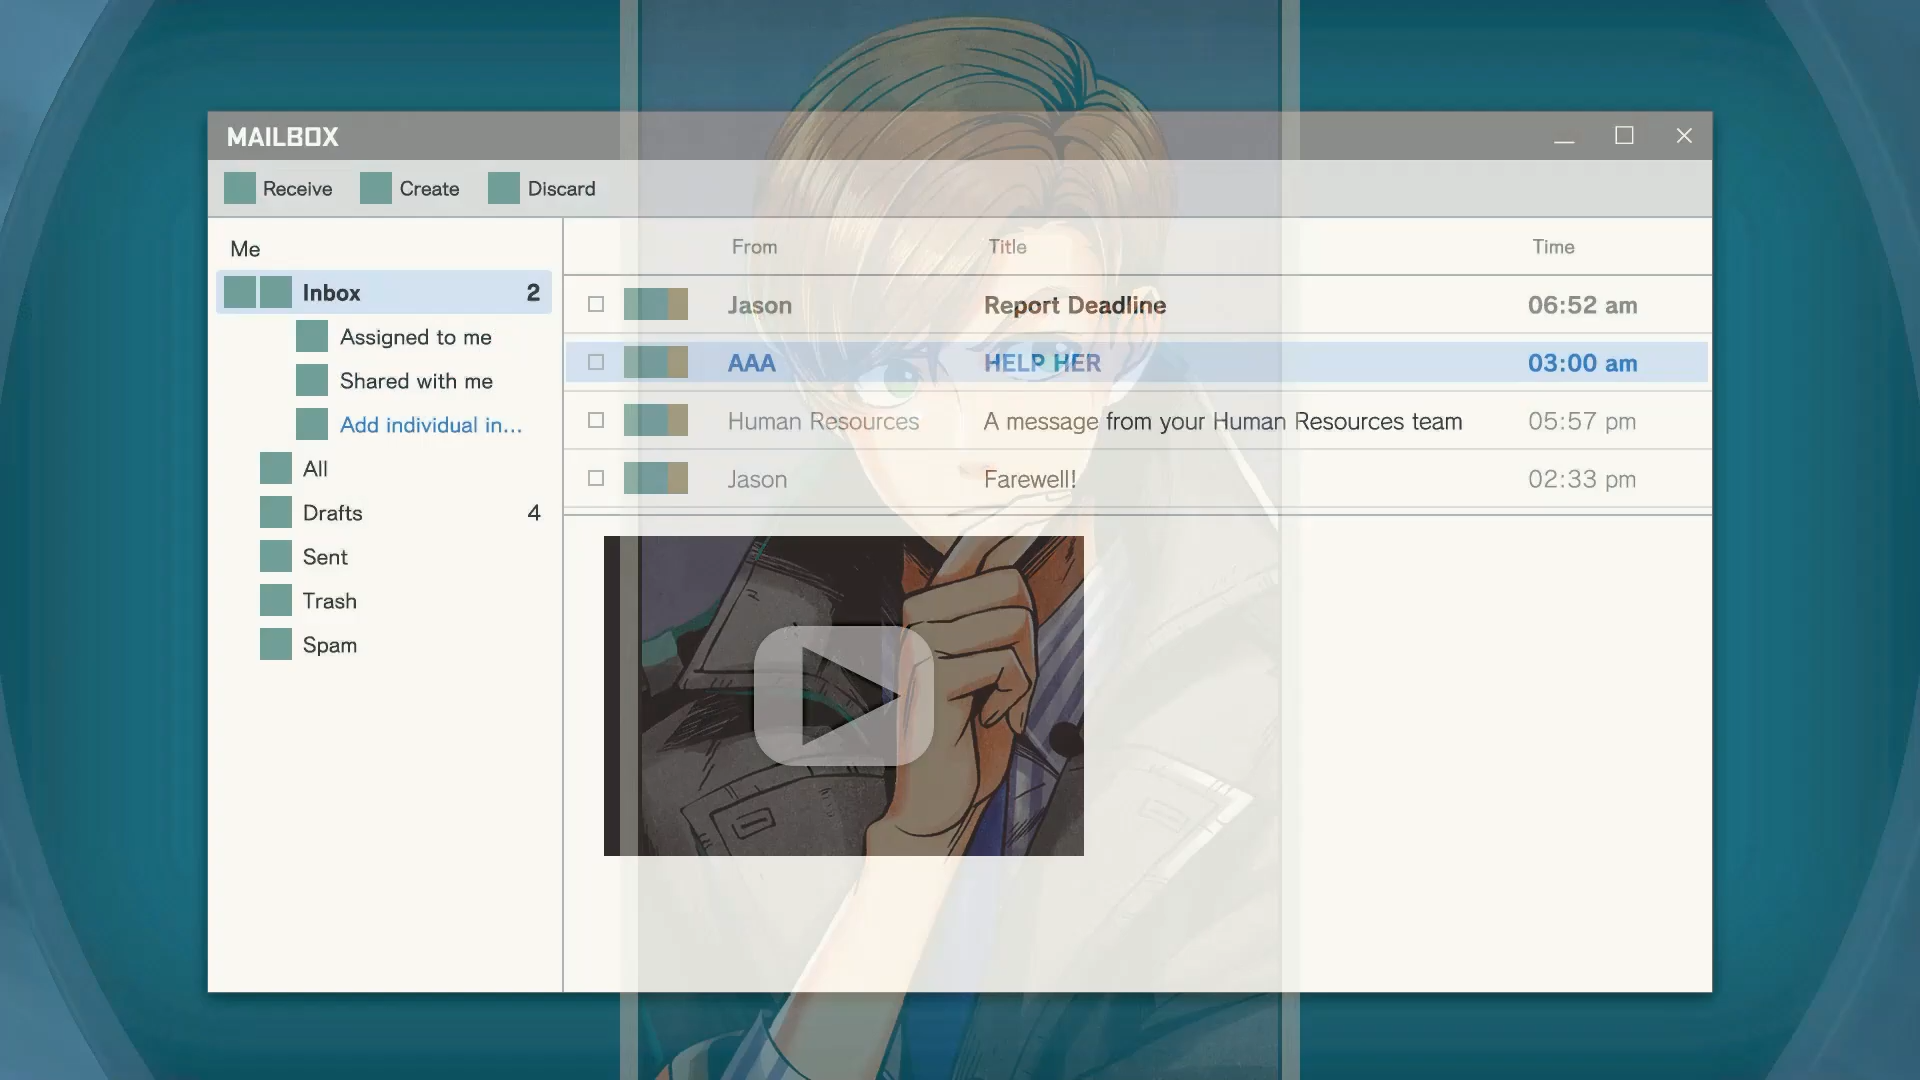 MAILBOX
Receive Create Discard
Me
Inbox 2
Assigned to me
Shared with me
Add individual in...
All
Drafts 4
Sent
Trash
Spam
From Title Time
Jason Report Deadline 06:52 am
AAA HELP HER 03:00 am
Human Resources A message from your Human Resources team 05:57 pm
Jason Farewell! 02:33 pm